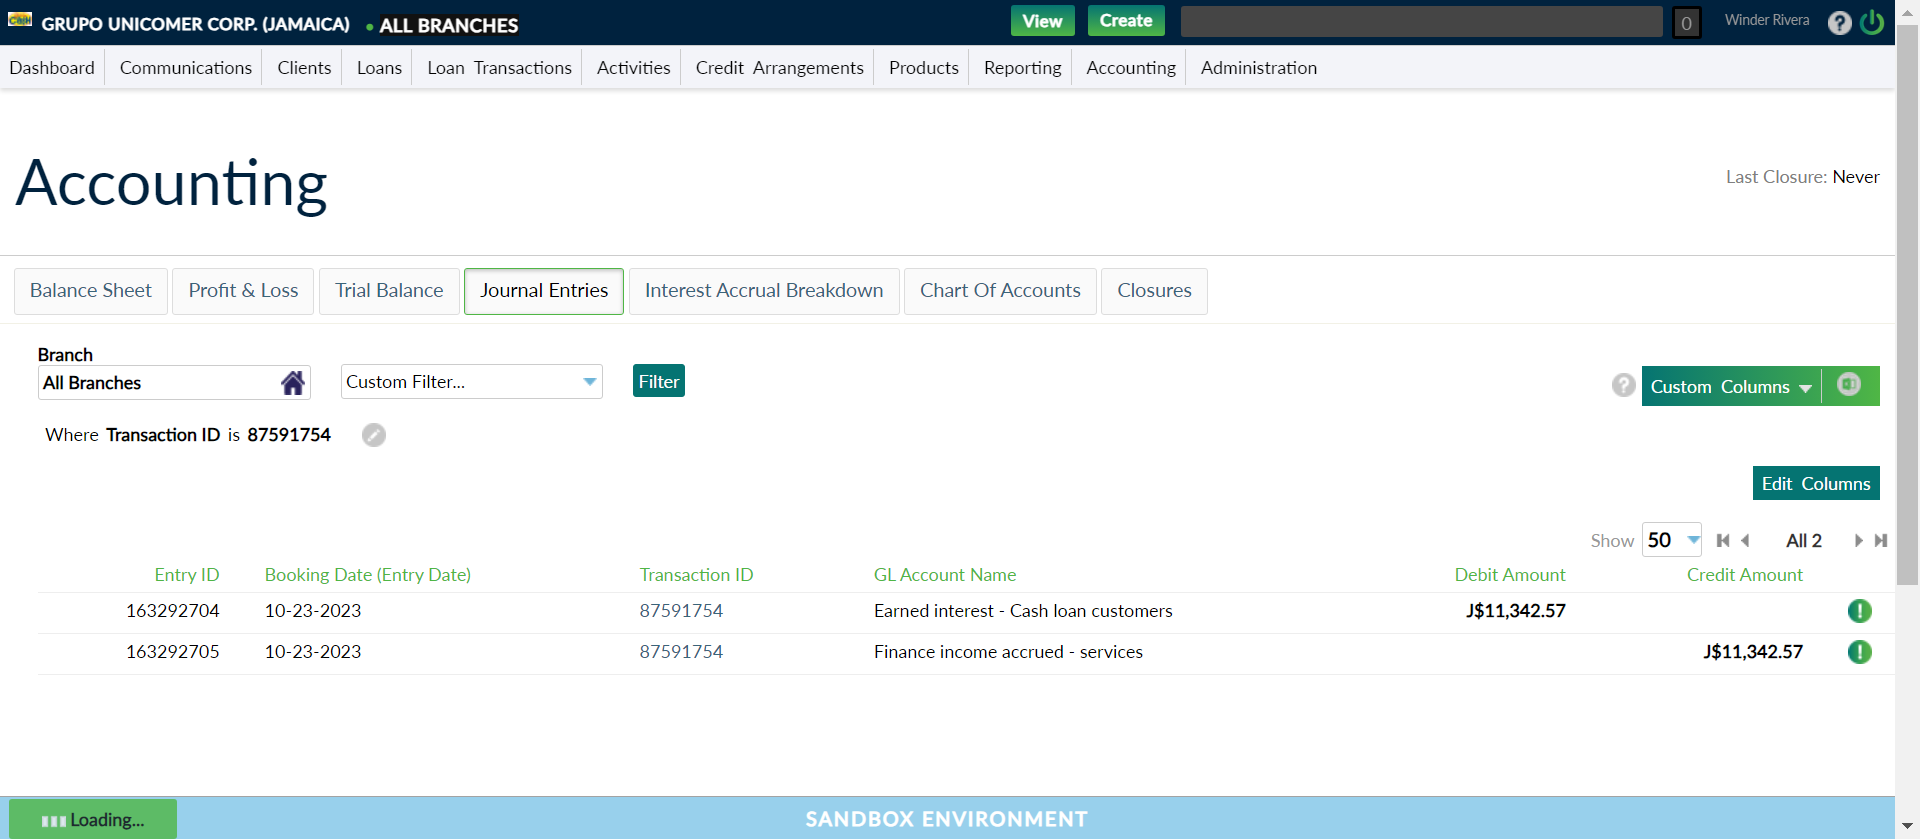 CASH GRUPO UNICOMER CORP. (JAMAICA) • ALL BRANCHES View Create 0 Winder Rivera ?
Dashboard Communications Clients Loans Loan Transactions Activities Credit Arrangements Products Reporting Accounting Administration
Accounting
Last Closure: Never
Balance Sheet Profit & Loss Trial Balance Journal Entries Interest Accrual Breakdown Chart Of Accounts Closures
Branch
All Branches Custom Filter... Filter ? Custom Columns
Where Transaction ID is 87591754
Edit Columns
Show 50 All 2
Entry ID Booking Date (Entry Date) Transaction ID GL Account Name Debit Amount Credit Amount
163292704 10-23-2023 87591754 Earned interest - Cash loan customers J$11,342.57 !
163292705 10-23-2023 87591754 Finance income accrued - services J$11,342.57 !
Loading... SANDBOX ENVIRONMENT